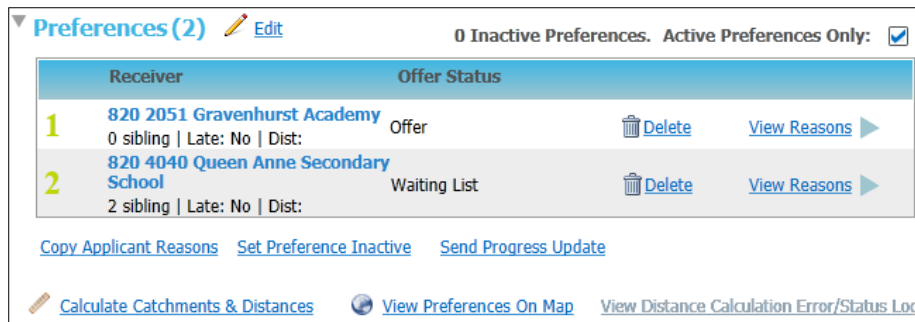 Preferences (2) Edit 0 Inactive Preferences. Active Preferences Only:
Receiver Offer Status
1 820 2051 Gravenhurst Academy Offer Delete View Reasons
0 sibling | Late: No | Dist:
2 820 4040 Queen Anne Secondary
School Waiting List Delete View Reasons
2 sibling | Late: No | Dist:
Copy Applicant Reasons Set Preference Inactive Send Progress Update
Calculate Catchments & Distances View Preferences On Map View Distance Calculation Error/Status